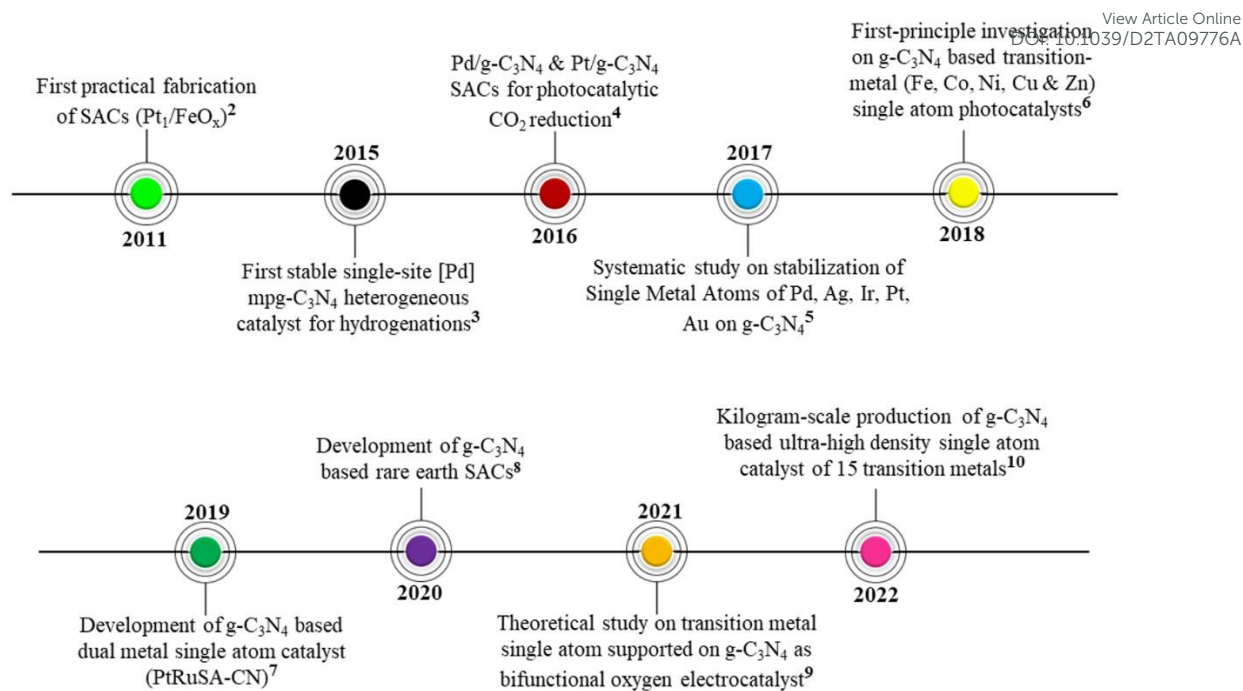 View Article Online
DOI: 10.1039/D2TA09776A
First practical fabrication
of SACs (Pt₁/FeOₓ)²
2011
2015
First stable single-site [Pd]
mpg-C₃N₄ heterogeneous
catalyst for hydrogenations³
Pd/g-C₃N₄ & Pt/g-C₃N₄
SACs for photocatalytic
CO₂ reduction⁴
2016
2017
Systematic study on stabilization of
Single Metal Atoms of Pd, Ag, Ir, Pt,
Au on g-C₃N₄⁵
First-principle investigation
on g-C₃N₄ based transition-
metal (Fe, Co, Ni, Cu & Zn)
single atom photocatalysts⁶
2018
2019
Development of g-C₃N₄ based
dual metal single atom catalyst
(PtRuSA-CN)⁷
Development of g-C₃N₄
based rare earth SACs⁸
2020
2021
Theoretical study on transition metal
single atom supported on g-C₃N₄ as
bifunctional oxygen electrocatalyst⁹
Kilogram-scale production of g-C₃N₄
based ultra-high density single atom
catalyst of 15 transition metals¹⁰
2022